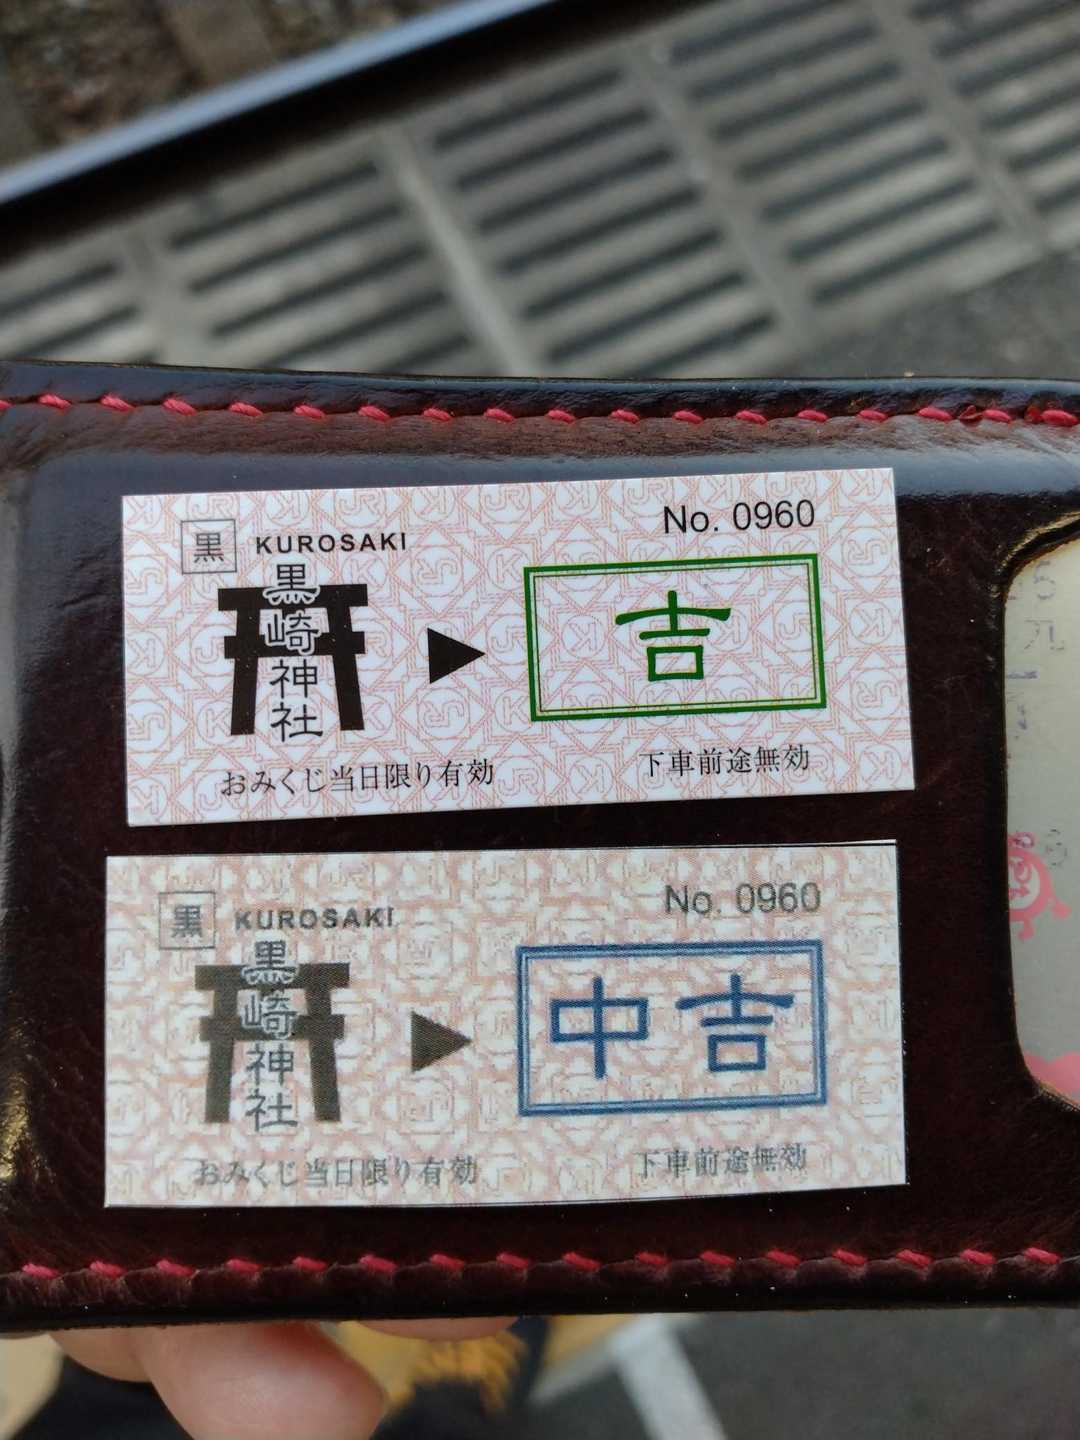 No. 0960
黒 KUROSAKI
黒崎神社
吉
おみくじ当日限り有効
下車前途無効
No. 0960
黒 KUROSAKI
黒崎神社
中吉
おみくじ当日限り有効
下車前途無効